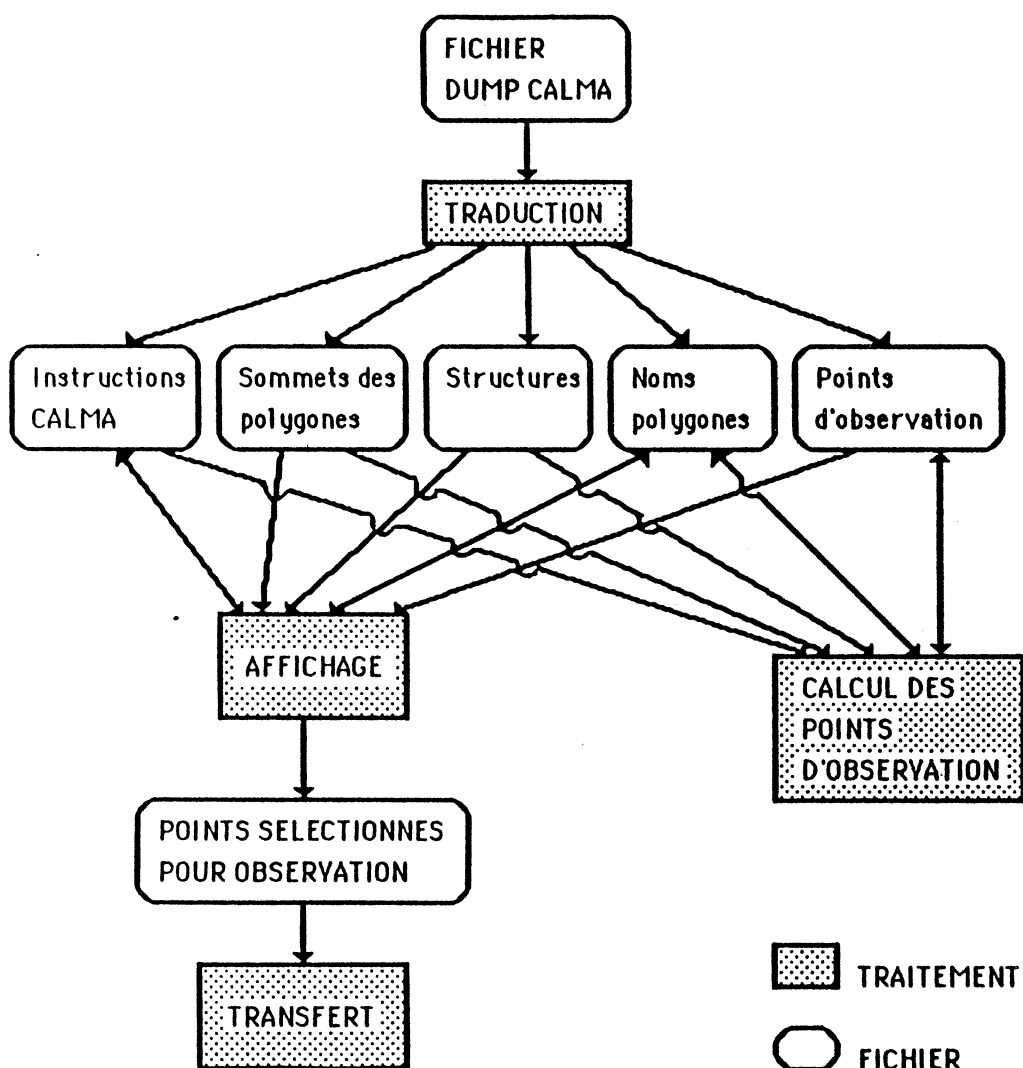 FICHIER
DUMP CALMA
TRADUCTION
Instructions
CALMA
Sommets des
polygones
Structures
Noms
polygones
Points
d'observation
AFFICHAGE
CALCUL DES
POINTS
D'OBSERVATION
POINTS SELECTIONNES
POUR OBSERVATION
TRANSFERT
TRAITEMENT
FICHIER